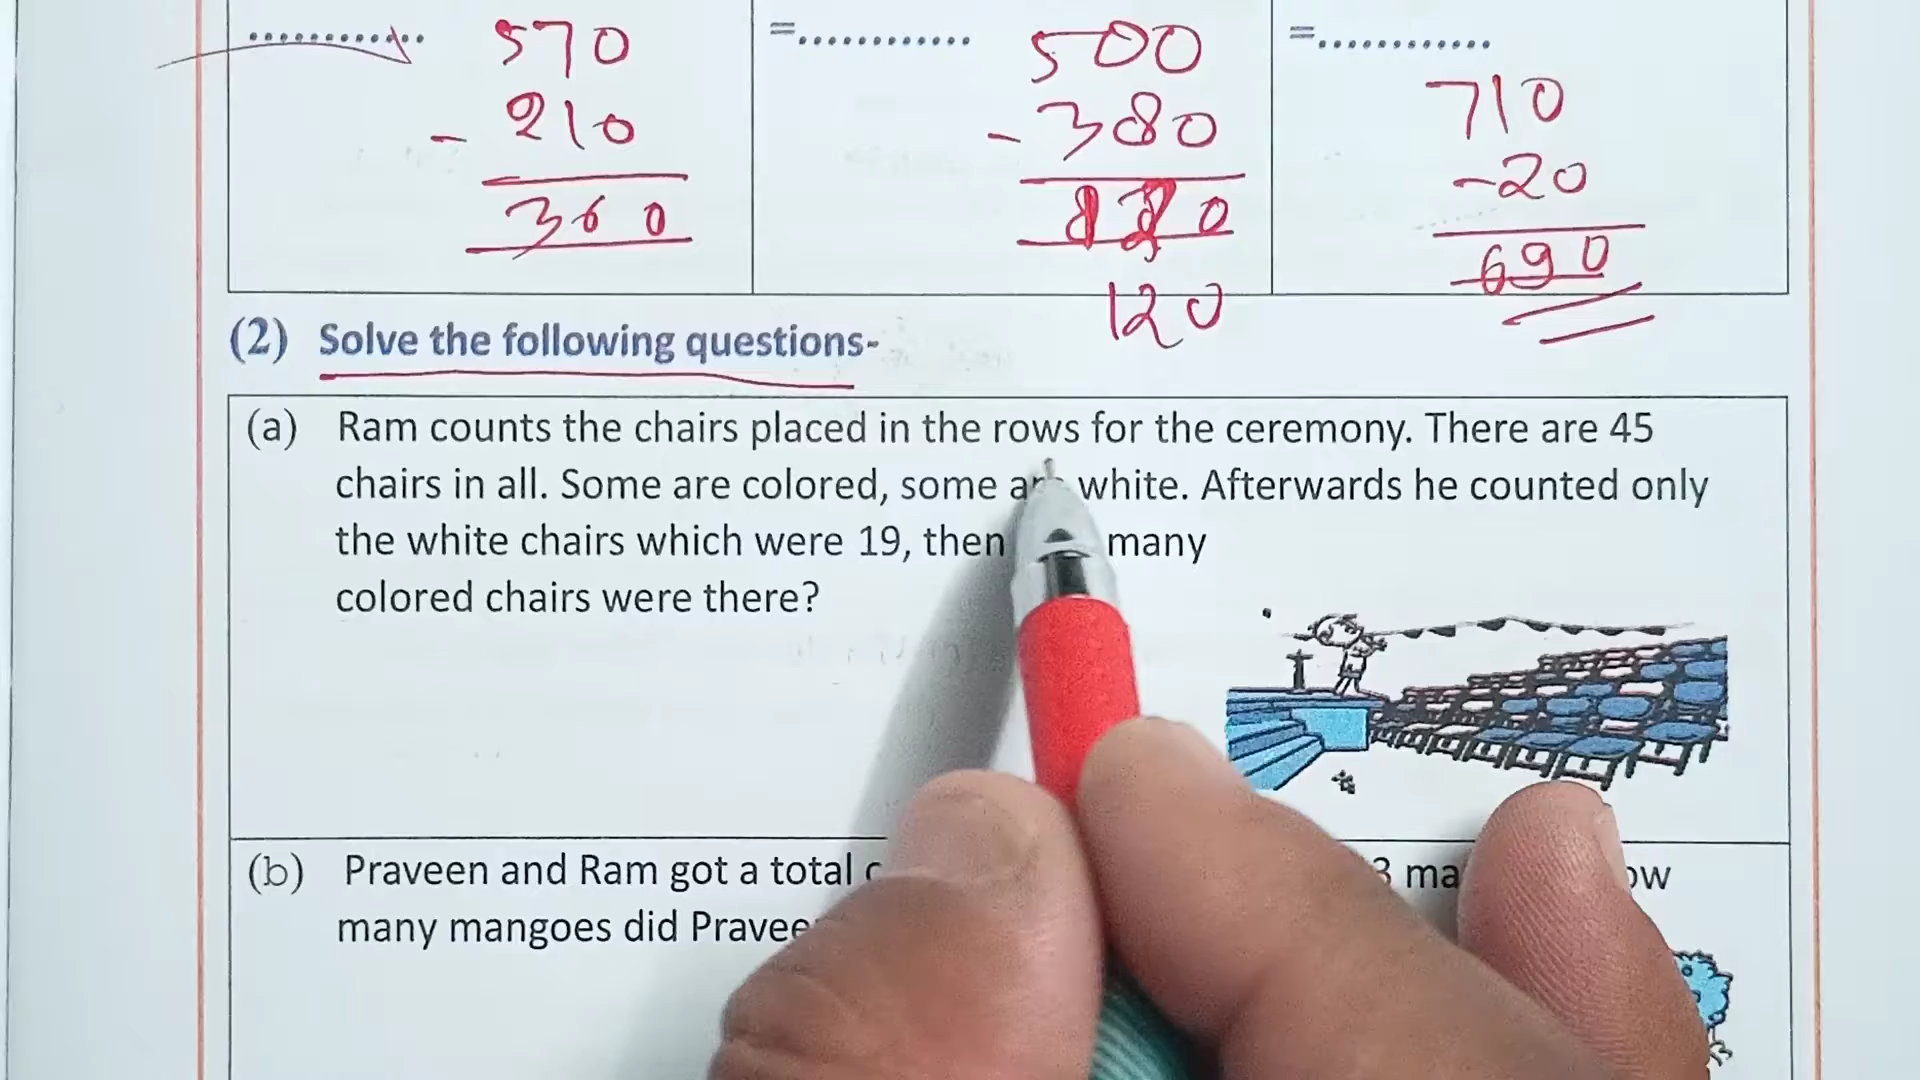 ............ 570 =............ 500 =............
710
- 210 - 380
-20
360 0
690
120
(2) Solve the following questions-
(a) Ram counts the chairs placed in the rows for the ceremony. There are 45
chairs in all. Some are colored, some white. Afterwards he counted only
the white chairs which were 19, then many
colored chairs were there?
(b) Praveen and Ram got a total
many mangoes did